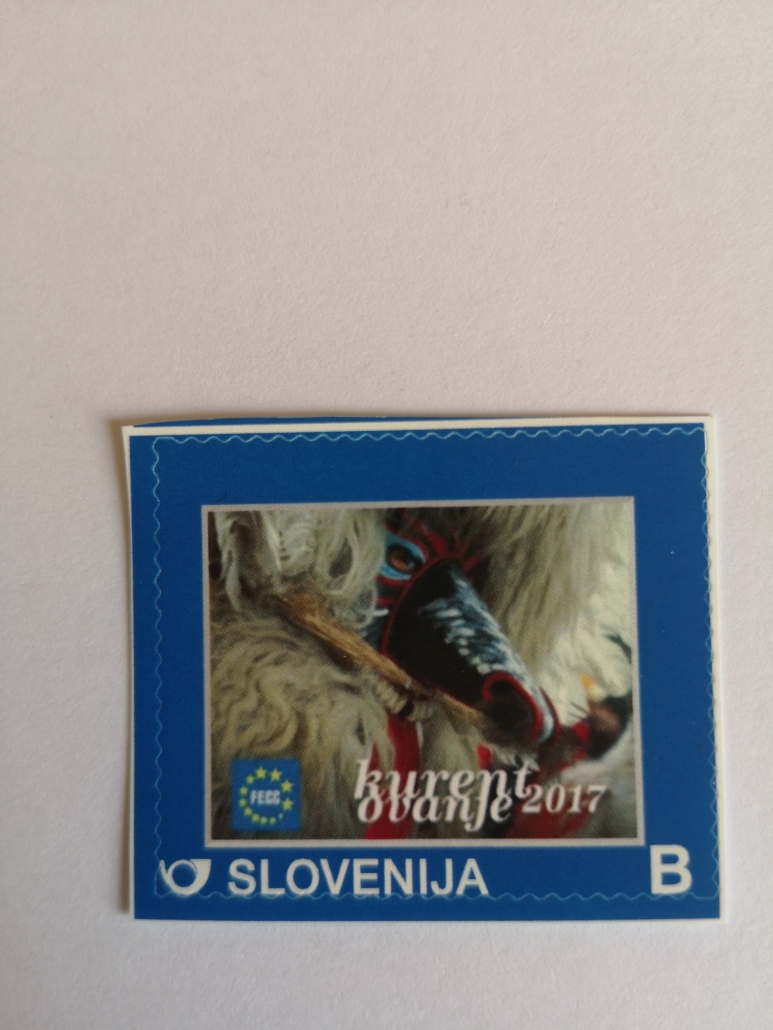 FECC
kurent
ovanje 2017
SLOVENIJA
B